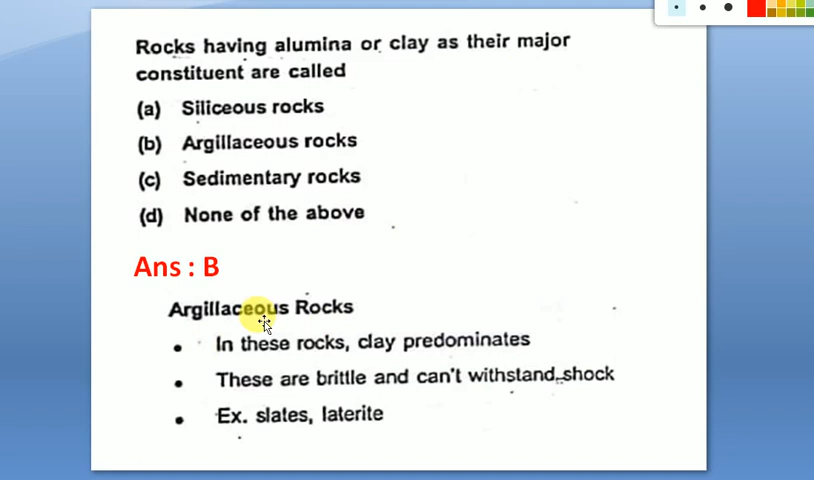 Rocks having alumina or clay as their major
constituent are called
(a) Siliceous rocks
(b) Argillaceous rocks
(c) Sedimentary rocks
(d) None of the above
Ans : B
Argillaceous Rocks
• In these rocks, clay predominates
• These are brittle and can't withstand shock
• Ex. slates, laterite